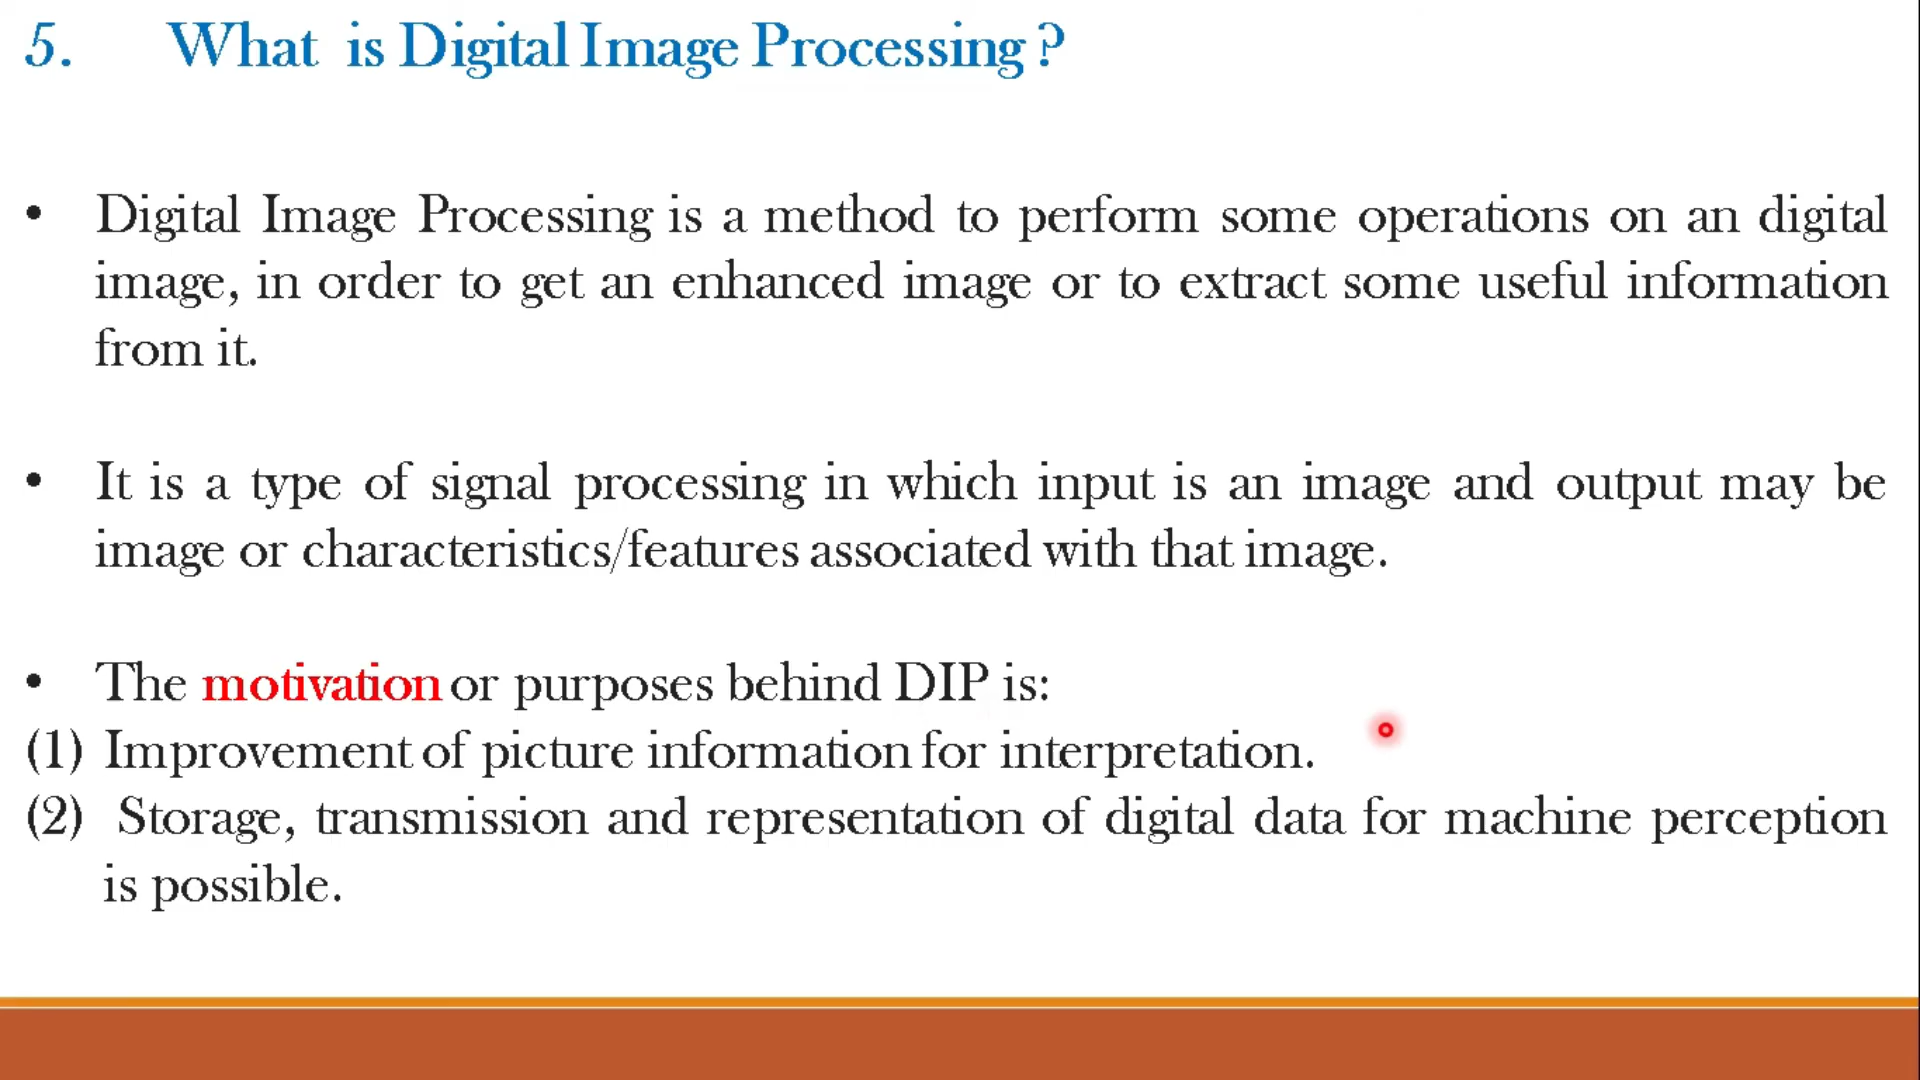 5. What is Digital Image Processing ?
• Digital Image Processing is a method to perform some operations on an digital
image, in order to get an enhanced image or to extract some useful information
from it.
• It is a type of signal processing in which input is an image and output may be
image or characteristics/features associated with that image.
• The motivation or purposes behind DIP is:
(1) Improvement of picture information for interpretation.
(2) Storage, transmission and representation of digital data for machine perception
is possible.